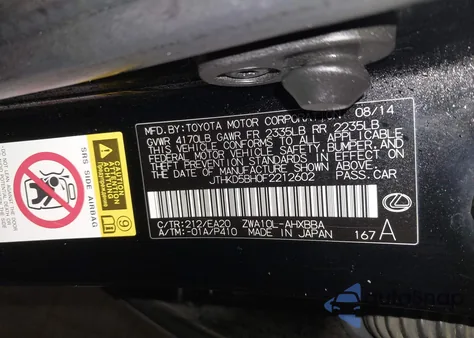 MFD.BY:TOYOTA MOTOR CORPORATION 08/14
GVWR 4170LB GAWR FR 2335LB RR 2235LB
THIS VEHICLE CONFORMS TO ALL APPLICABLE
FEDERAL MOTOR VEHICLE SAFETY, BUMPER, AND
THEFT PREVENTION STANDARDS IN EFFECT ON
THE DATE OF MANUFACTURE SHOWN ABOVE.
JTHKD5BH0F2212602 PASS.CAR
C/TR:212/EA20 ZWA10L-AHXBBA
A/TM:-01A/P410 MADE IN JAPAN 167 A
SRS SIDE AIRBAG
AutoSnap